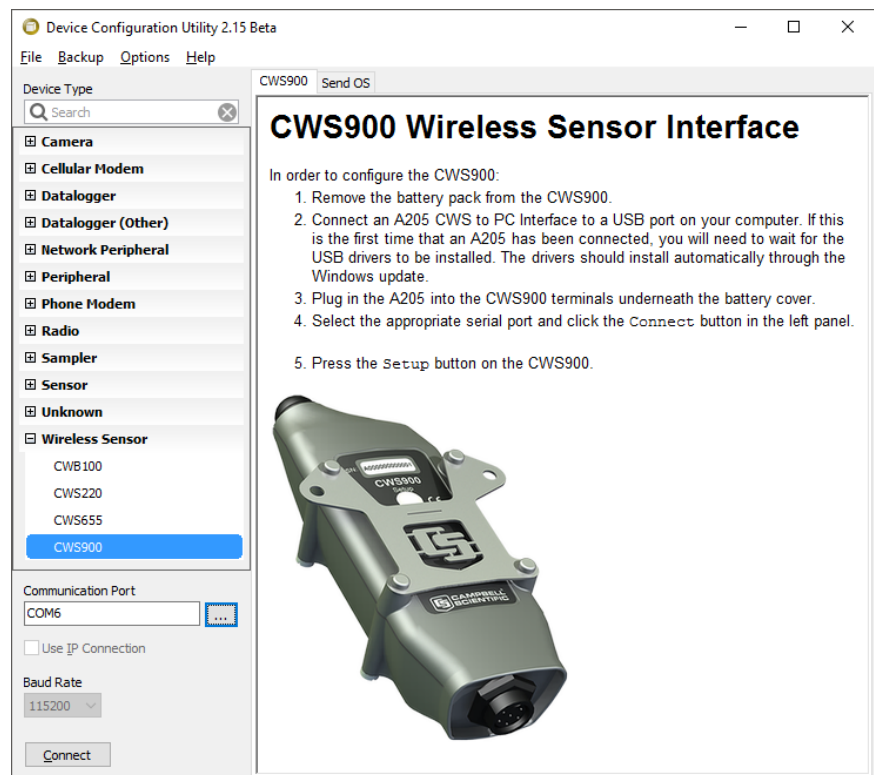 Device Configuration Utility 2.15 Beta
File Backup Options Help
Device Type
Search
Camera
Cellular Modem
Datalogger
Datalogger (Other)
Network Peripheral
Peripheral
Phone Modem
Radio
Sampler
Sensor
Unknown
Wireless Sensor
CWB100
CWS220
CWS655
CWS900
Communication Port
COM6
...
Use IP Connection
Baud Rate
115200
Connect
CWS900 Send OS
CWS900 Wireless Sensor Interface
In order to configure the CWS900:
1. Remove the battery pack from the CWS900.
2. Connect an A205 CWS to PC Interface to a USB port on your computer. If this
is the first time that an A205 has been connected, you will need to wait for the
USB drivers to be installed. The drivers should install automatically through the
Windows update.
3. Plug in the A205 into the CWS900 terminals underneath the battery cover.
4. Select the appropriate serial port and click the Connect button in the left panel.
5. Press the Setup button on the CWS900.
SN:
CWS900
Setup
CE
CS
CAMPBELL
SCIENTIFIC